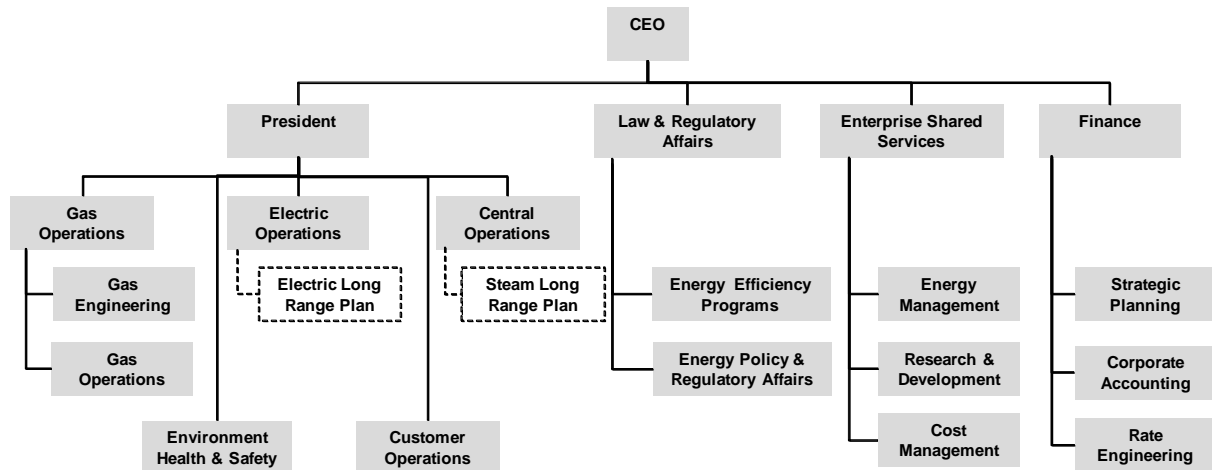 CEO
President
Law & Regulatory
Affairs
Enterprise Shared
Services
Finance
Gas
Operations
Electric
Operations
Central
Operations
Gas
Engineering
Electric Long
Range Plan
Steam Long
Range Plan
Energy Efficiency
Programs
Energy
Management
Strategic
Planning
Gas
Operations
Energy Policy &
Regulatory Affairs
Research &
Development
Corporate
Accounting
Environment
Health & Safety
Customer
Operations
Cost
Management
Rate
Engineering